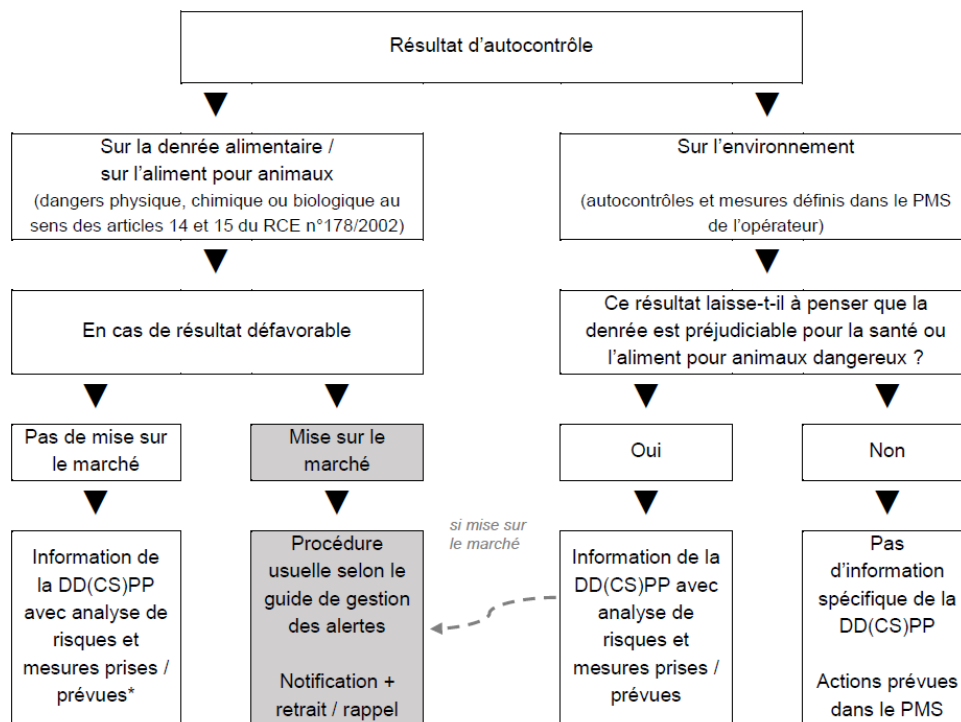 Résultat d'autocontrôle
Sur la denrée alimentaire /
sur l'aliment pour animaux
(dangers physique, chimique ou biologique au
sens des articles 14 et 15 du RCE n°178/2002)
Sur l'environnement
(autocontrôles et mesures définis dans le PMS
de l'opérateur)
En cas de résultat défavorable
Ce résultat laisse-t-il à penser que la
denrée est préjudiciable pour la santé ou
l'aliment pour animaux dangereux ?
Pas de mise sur
le marché
Mise sur le
marché
Oui
Non
Information de
la DD(CS)PP
avec analyse de
risques et
mesures prises /
prévues*
Procédure
usuelle selon le
guide de gestion
des alertes
Notification +
retrait / rappel
si mise sur
le marché
Information de la
DD(CS)PP avec
analyse de
risques et
mesures prises /
prévues
Pas
d'information
spécifique de la
DD(CS)PP
Actions prévues
dans le PMS